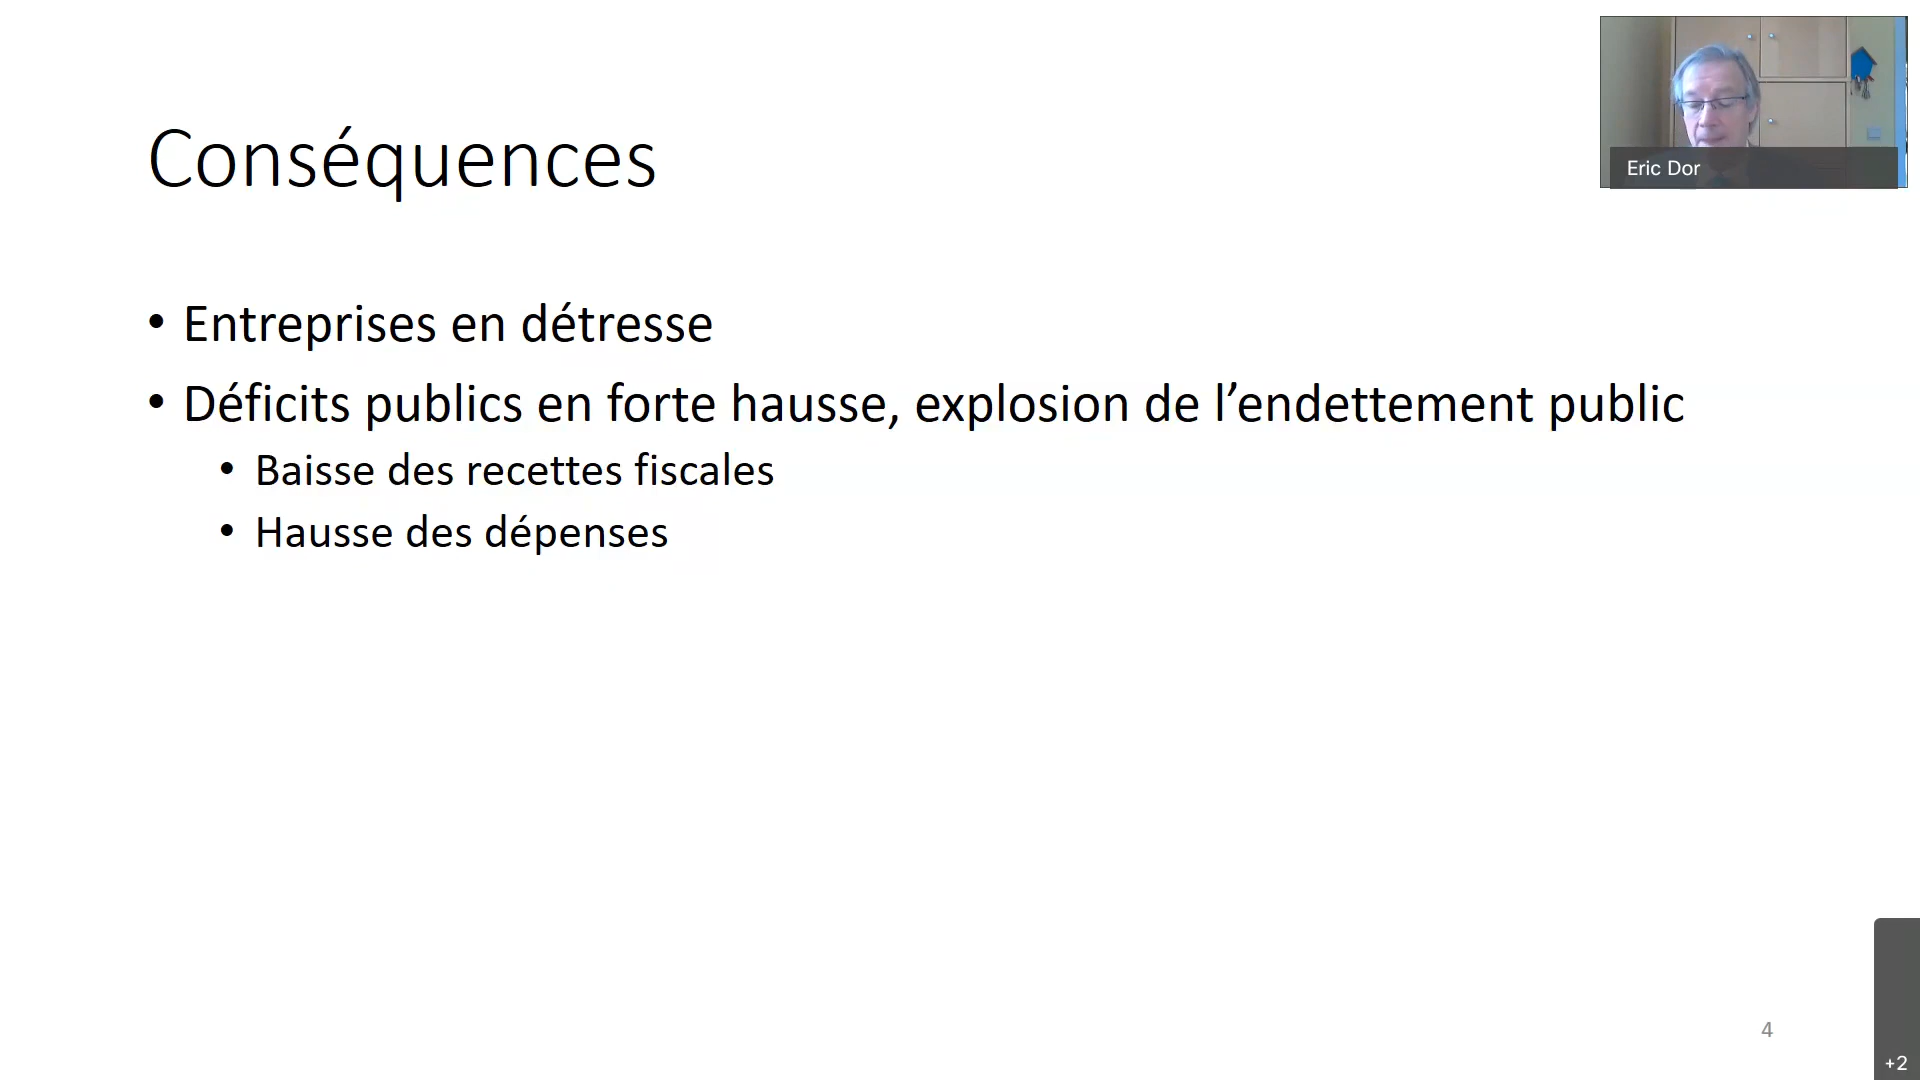 Eric Dor
Conséquences
• Entreprises en détresse
• Déficits publics en forte hausse, explosion de l’endettement public
• Baisse des recettes fiscales
• Hausse des dépenses
4
+2